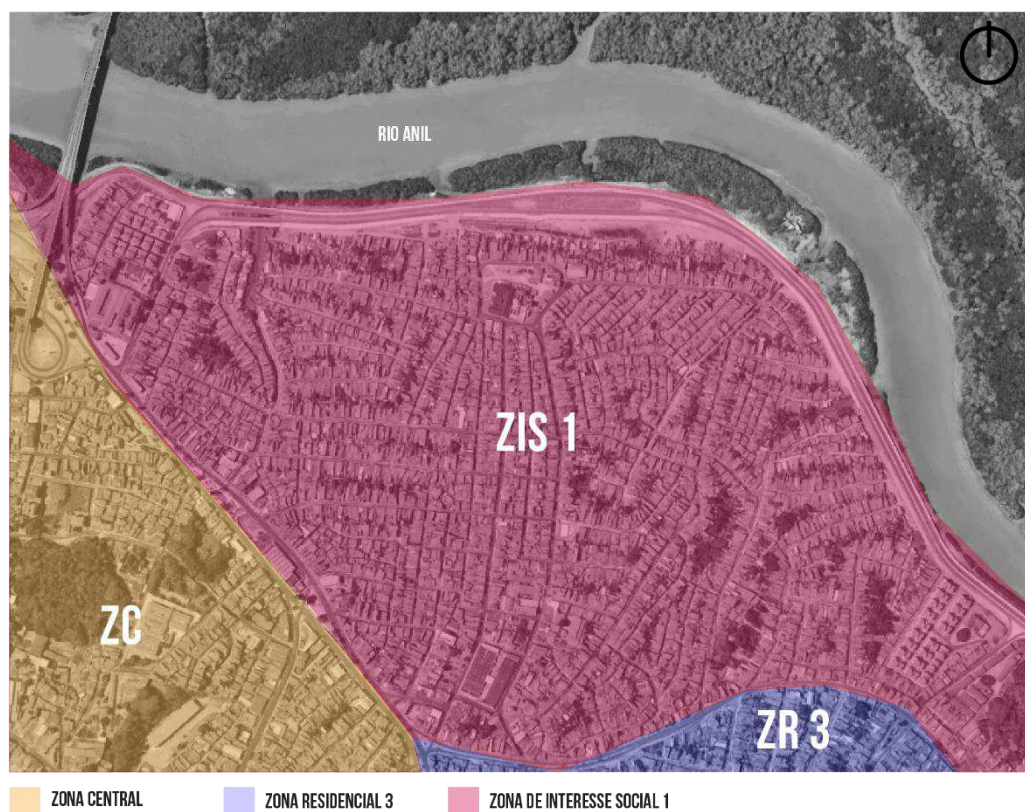 RIO ANIL
ZIS 1
ZC
ZR 3
ZONA CENTRAL
ZONA RESIDENCIAL 3
ZONA DE INTERESSE SOCIAL 1